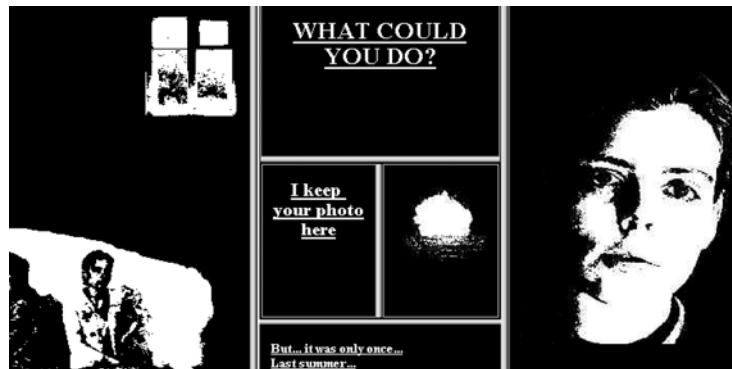 WHAT COULD
YOU DO?
I keep
your photo
here
But... it was only once...
Last summer...